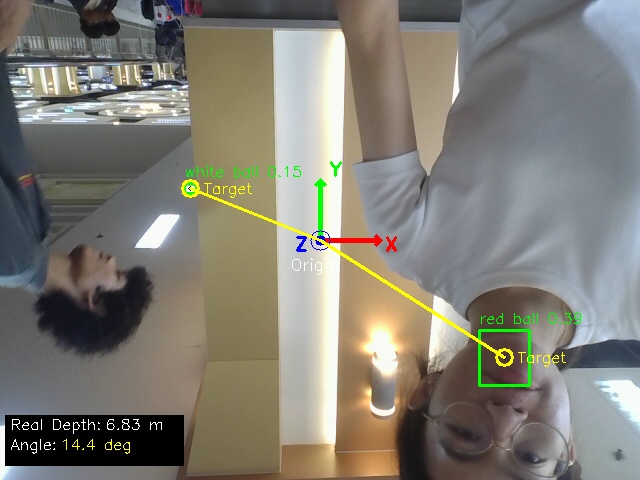 white ball 0.15
Target
Y
Z
X
Origin
red ball 0.39
Target
Real Depth: 6.83 m
Angle: 14.4 deg